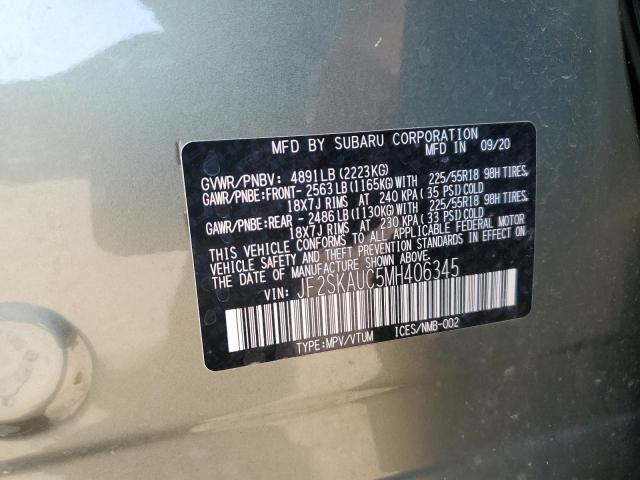 MFD BY SUBARU CORPORATION
MFD IN 09/20
GVWR/PNBV: 4891LB(2223KG)
GAWR/PNBE:FRONT- 2563LB(1165KG)WITH 225/55R18 98H TIRES,
18X7J RIMS AT 240 KPA(35 PSI)COLD
GAWR/PNBE:REAR - 2486LB(1130KG)WITH 225/55R18 98H TIRES,
18X7J RIMS AT 230 KPA(33 PSI)COLD
THIS VEHICLE CONFORMS TO ALL APPLICABLE FEDERAL MOTOR
VEHICLE SAFETY AND THEFT PREVENTION STANDARDS IN EFFECT ON
THE DATE OF MANUFACTURE SHOWN ABOVE.
VIN: JF2SKAUC5MH406345
TYPE:MPV/VTUM ICES/NMB-002